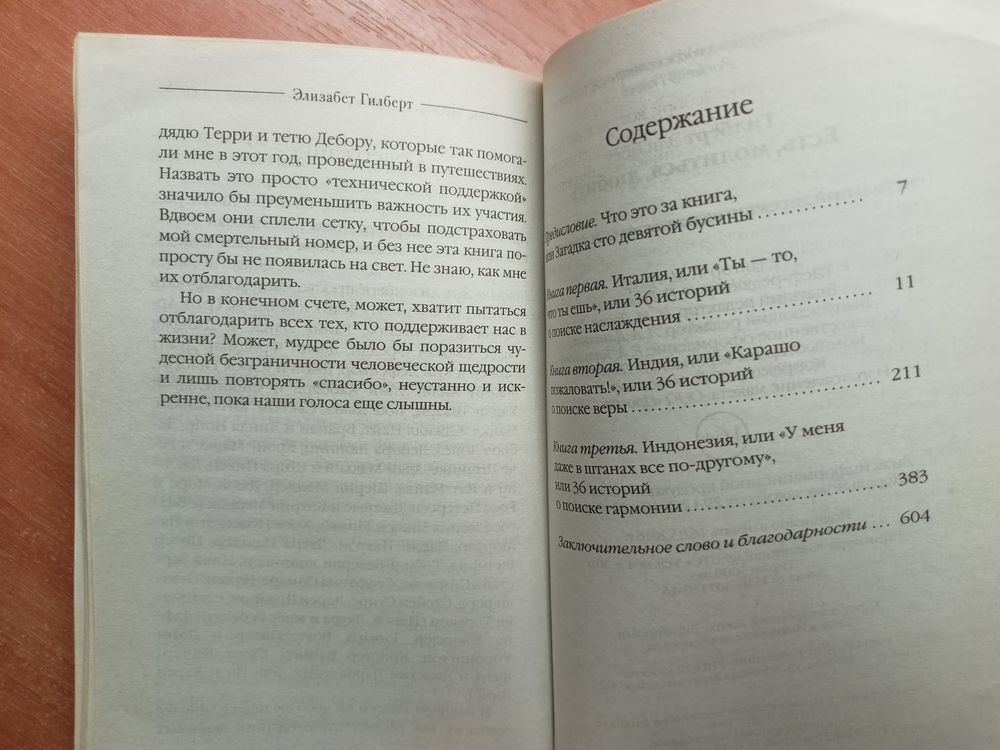 Элизабет Гилберт
дядю Терри и тетю Дебору, которые так помога-
ли мне в этот год, проведенный в путешествиях.
Назвать это просто «технической поддержкой»
значило бы преуменьшить важность их участия.
Вдвоем они сплели сетку, чтобы подстраховать
мой смертельный номер, и без нее эта книга по-
просту бы не появилась на свет. Не знаю, как мне
их отблагодарить.
Но в конечном счете, может, хватит пытаться
отблагодарить всех тех, кто поддерживает нас в
жизни? Может, мудрее было бы поразиться чу-
десной безграничности человеческой щедрости
и лишь повторять «спасибо», неустанно и иск-
ренне, пока наши голоса еще слышны.
Содержание
Предисловие. Что это за книга,
или Загадка сто девятой бусины ............ 7
Книга первая. Италия, или «Ты — то,
что ты ешь», или 36 историй
о поиске наслаждения ............ 11
Книга вторая. Индия, или «Карашо
пожаловать!», или 36 историй
о поиске веры ............ 211
Книга третья. Индонезия, или «У меня
даже в штанах все по-другому»,
или 36 историй
о поиске гармонии ............ 383
Заключительное слово и благодарности ... 604